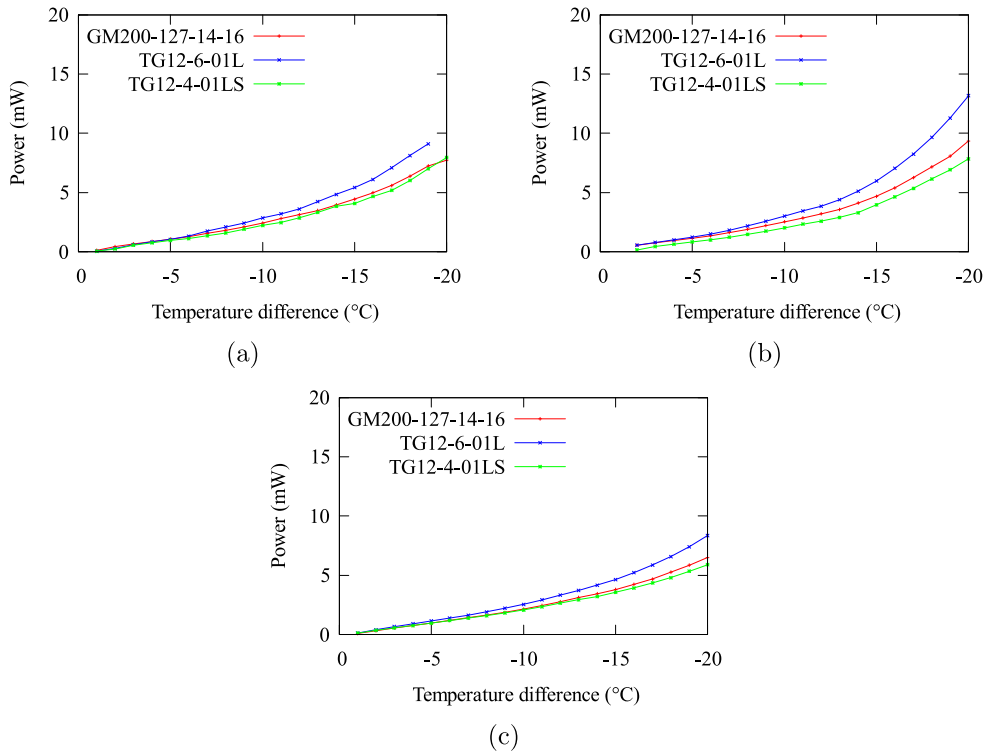 20
15
10
5
0
Power (mW)
GM200-127-14-16
TG12-6-01L
TG12-4-01LS
0 -5 -10 -15 -20
Temperature difference (°C)
(a)
20
15
10
5
0
Power (mW)
GM200-127-14-16
TG12-6-01L
TG12-4-01LS
0 -5 -10 -15 -20
Temperature difference (°C)
(b)
20
15
10
5
0
Power (mW)
GM200-127-14-16
TG12-6-01L
TG12-4-01LS
0 -5 -10 -15 -20
Temperature difference (°C)
(c)